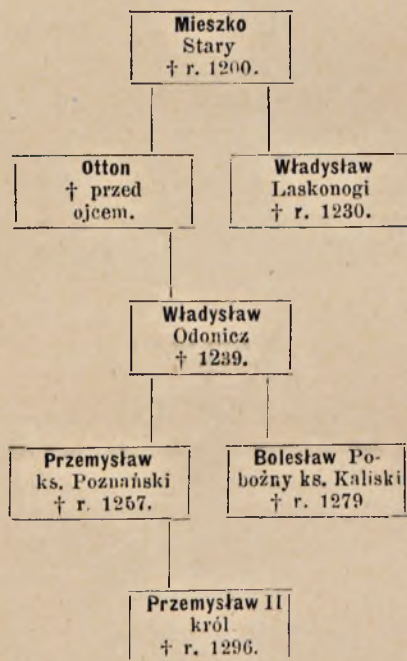 Mieszko
Stary
† r. 1200.
Otton
† przed
ojcem.
Władysław
Laskonogi
† r. 1230.
Władysław
Odonicz
† 1239.
Przemysław
ks. Poznański
† r. 1257.
Bolesław Po-
bożny ks. Kaliski
† r. 1279
Przemysław II
król
† r. 1296.